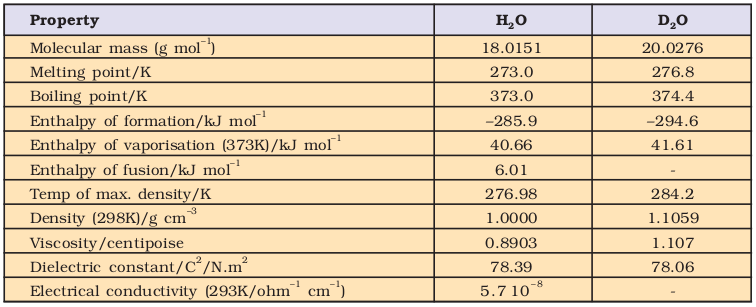 Property H₂O D₂O
Molecular mass (g mol⁻¹) 18.0151 20.0276
Melting point/K 273.0 276.8
Boiling point/K 373.0 374.4
Enthalpy of formation/kJ mol⁻¹ –285.9 –294.6
Enthalpy of vaporisation (373K)/kJ mol⁻¹ 40.66 41.61
Enthalpy of fusion/kJ mol⁻¹ 6.01 -
Temp of max. density/K 276.98 284.2
Density (298K)/g cm⁻³ 1.0000 1.1059
Viscosity/centipoise 0.8903 1.107
Dielectric constant/C²/N.m² 78.39 78.06
Electrical conductivity (293K/ohm⁻¹ cm⁻¹) 5.7 10⁻⁸ -